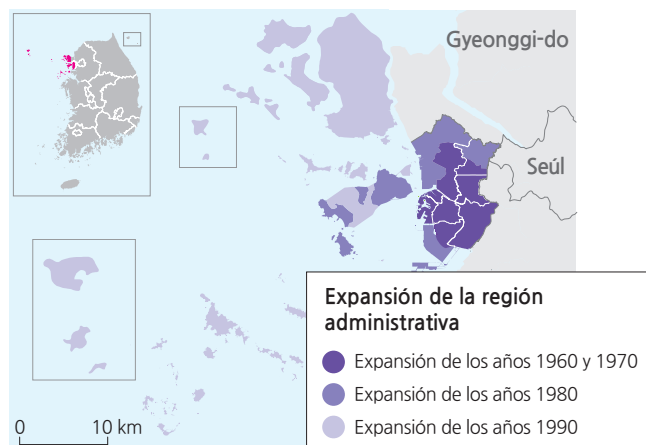 Gyeonggi-do
Seúl
Expansión de la región
administrativa
Expansión de los años 1960 y 1970
Expansión de los años 1980
Expansión de los años 1990
0 10 km